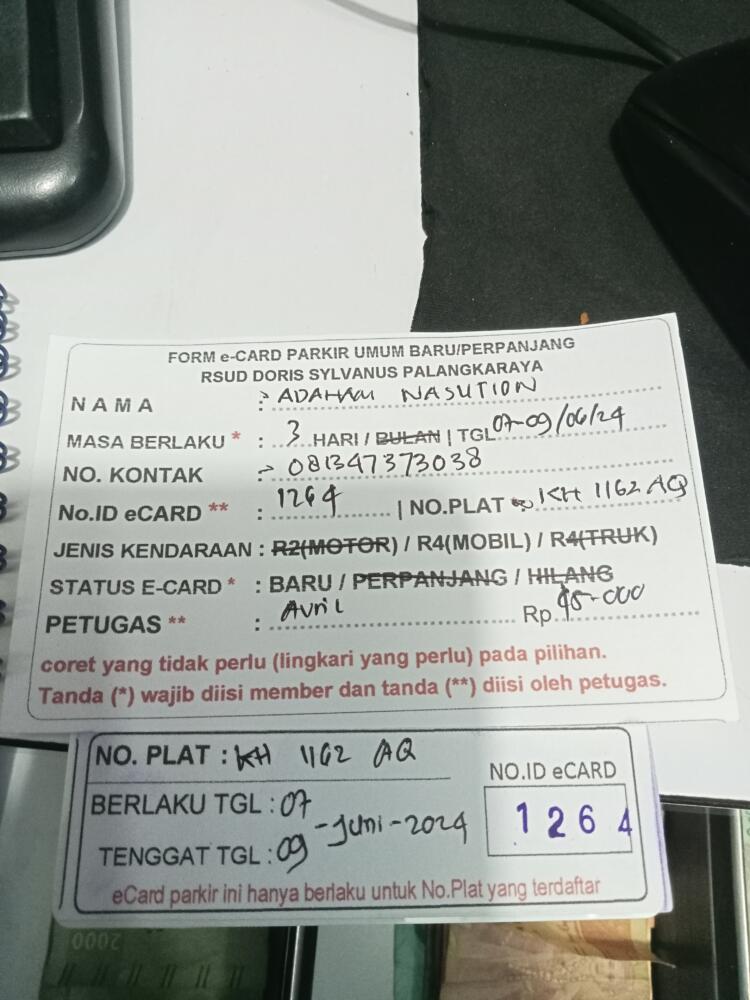 FORM e-CARD PARKIR UMUM BARU/PERPANJANG
RSUD DORIS SYLVANUS PALANGKARAYA
NAMA : ADAHAM NASUTION
MASA BERLAKU * : 3 HARI / BULAN | TGL 07-09/06/24
NO. KONTAK : 081347373038
No.ID eCARD ** : 1264 | NO.PLAT KH 1162 AQ
JENIS KENDARAAN : R2(MOTOR) / R4(MOBIL) / R4(TRUK)
STATUS E-CARD * : BARU / PERPANJANG / HILANG
PETUGAS ** : Avril Rp 45-000
coret yang tidak perlu (lingkari yang perlu) pada pilihan.
Tanda (*) wajib diisi member dan tanda (**) diisi oleh petugas.
NO. PLAT : KH 1162 AQ
NO.ID eCARD
BERLAKU TGL : 07
1264
-Juni-2024
TENGGAT TGL : 09
eCard parkir ini hanya berlaku untuk No.Plat yang terdaftar
2000